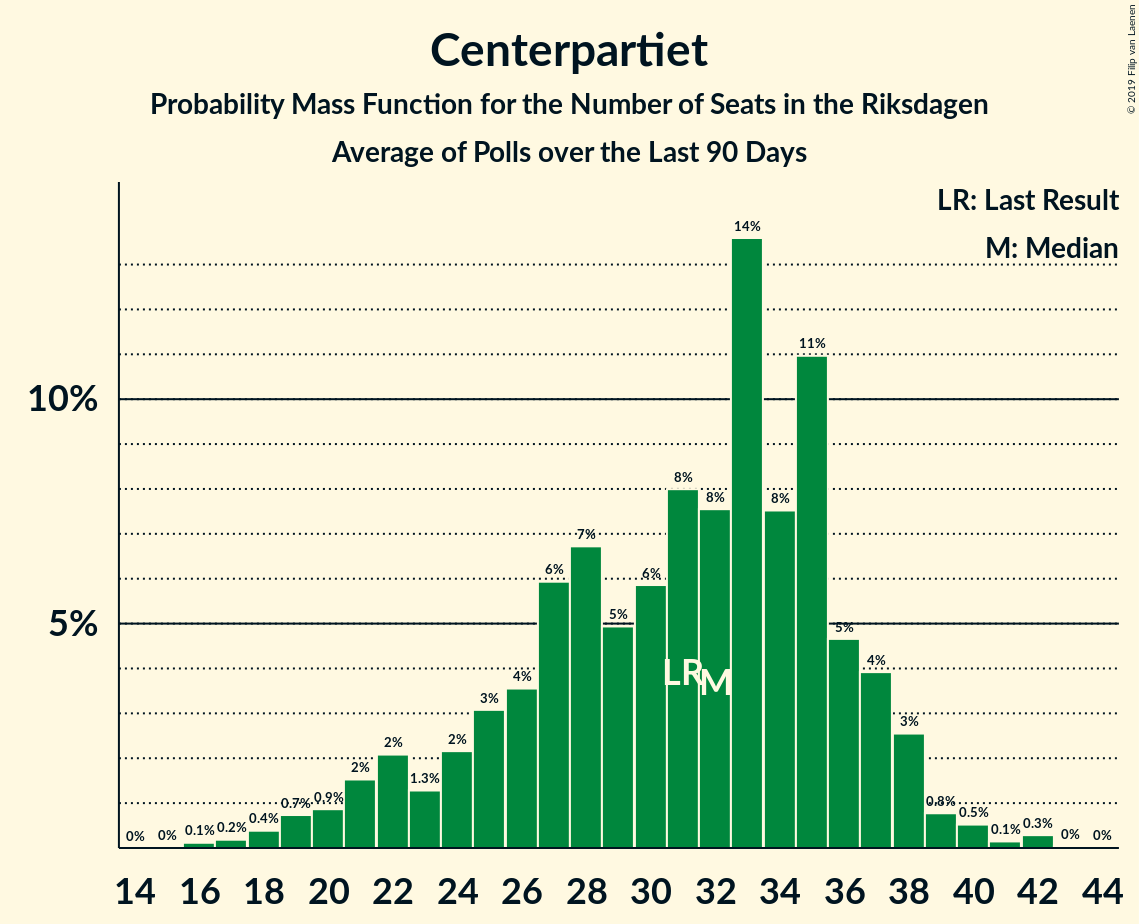 Centerpartiet
Probability Mass Function for the Number of Seats in the Riksdagen
Average of Polls over the Last 90 Days
© 2019 Filip van Laenen
LR: Last Result
M: Median
10%
5%
0% 0% 0.1% 0.2% 0.4% 0.7% 0.9% 2% 2% 1.3% 2% 3% 4% 6% 7% 5% 6% 8% 8% 14% 8% 11% 5% 4% 3% 0.8% 0.5% 0.1% 0.3% 0% 0%
LR M
14 16 18 20 22 24 26 28 30 32 34 36 38 40 42 44